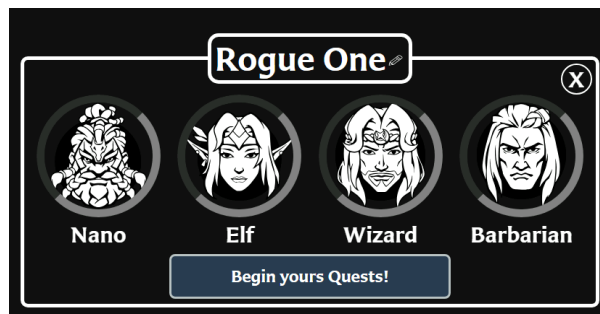 Rogue One
X
Nano
Elf
Wizard
Barbarian
Begin yours Quests!